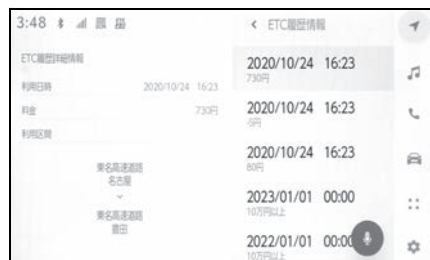 3:48
ETC履歴詳細情報
利用日時 2020/10/24 16:23
料金 730円
利用区間
東名高速道路
名古屋
東名高速道路
豊田
ETC履歴情報
2020/10/24 16:23
730円
2020/10/24 16:23
-5円
2020/10/24 16:23
80円
2023/01/01 00:00
10万円以上
2022/01/01 00:00
10万円以上